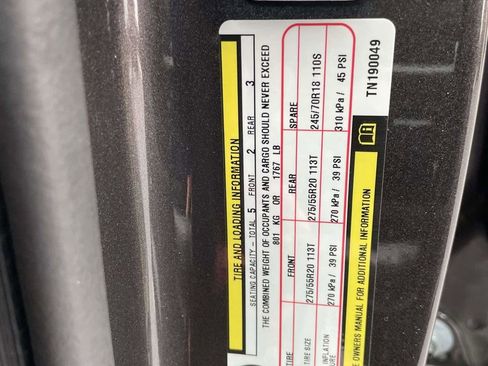 TIRE AND LOADING INFORMATION
SEATING CAPACITY - TOTAL 5 FRONT 2 REAR 3
THE COMBINED WEIGHT OF OCCUPANTS AND CARGO SHOULD NEVER EXCEED
801 KG OR 1767 LB
TIRE FRONT REAR SPARE
TIRE SIZE 275/55R20 113T 275/55R20 113T 245/70R18 110S
INFLATION 270 kPa / 39 PSI 270 kPa / 39 PSI 310 kPa / 45 PSI
OWNERS MANUAL FOR ADDITIONAL INFORMATION
TN190049